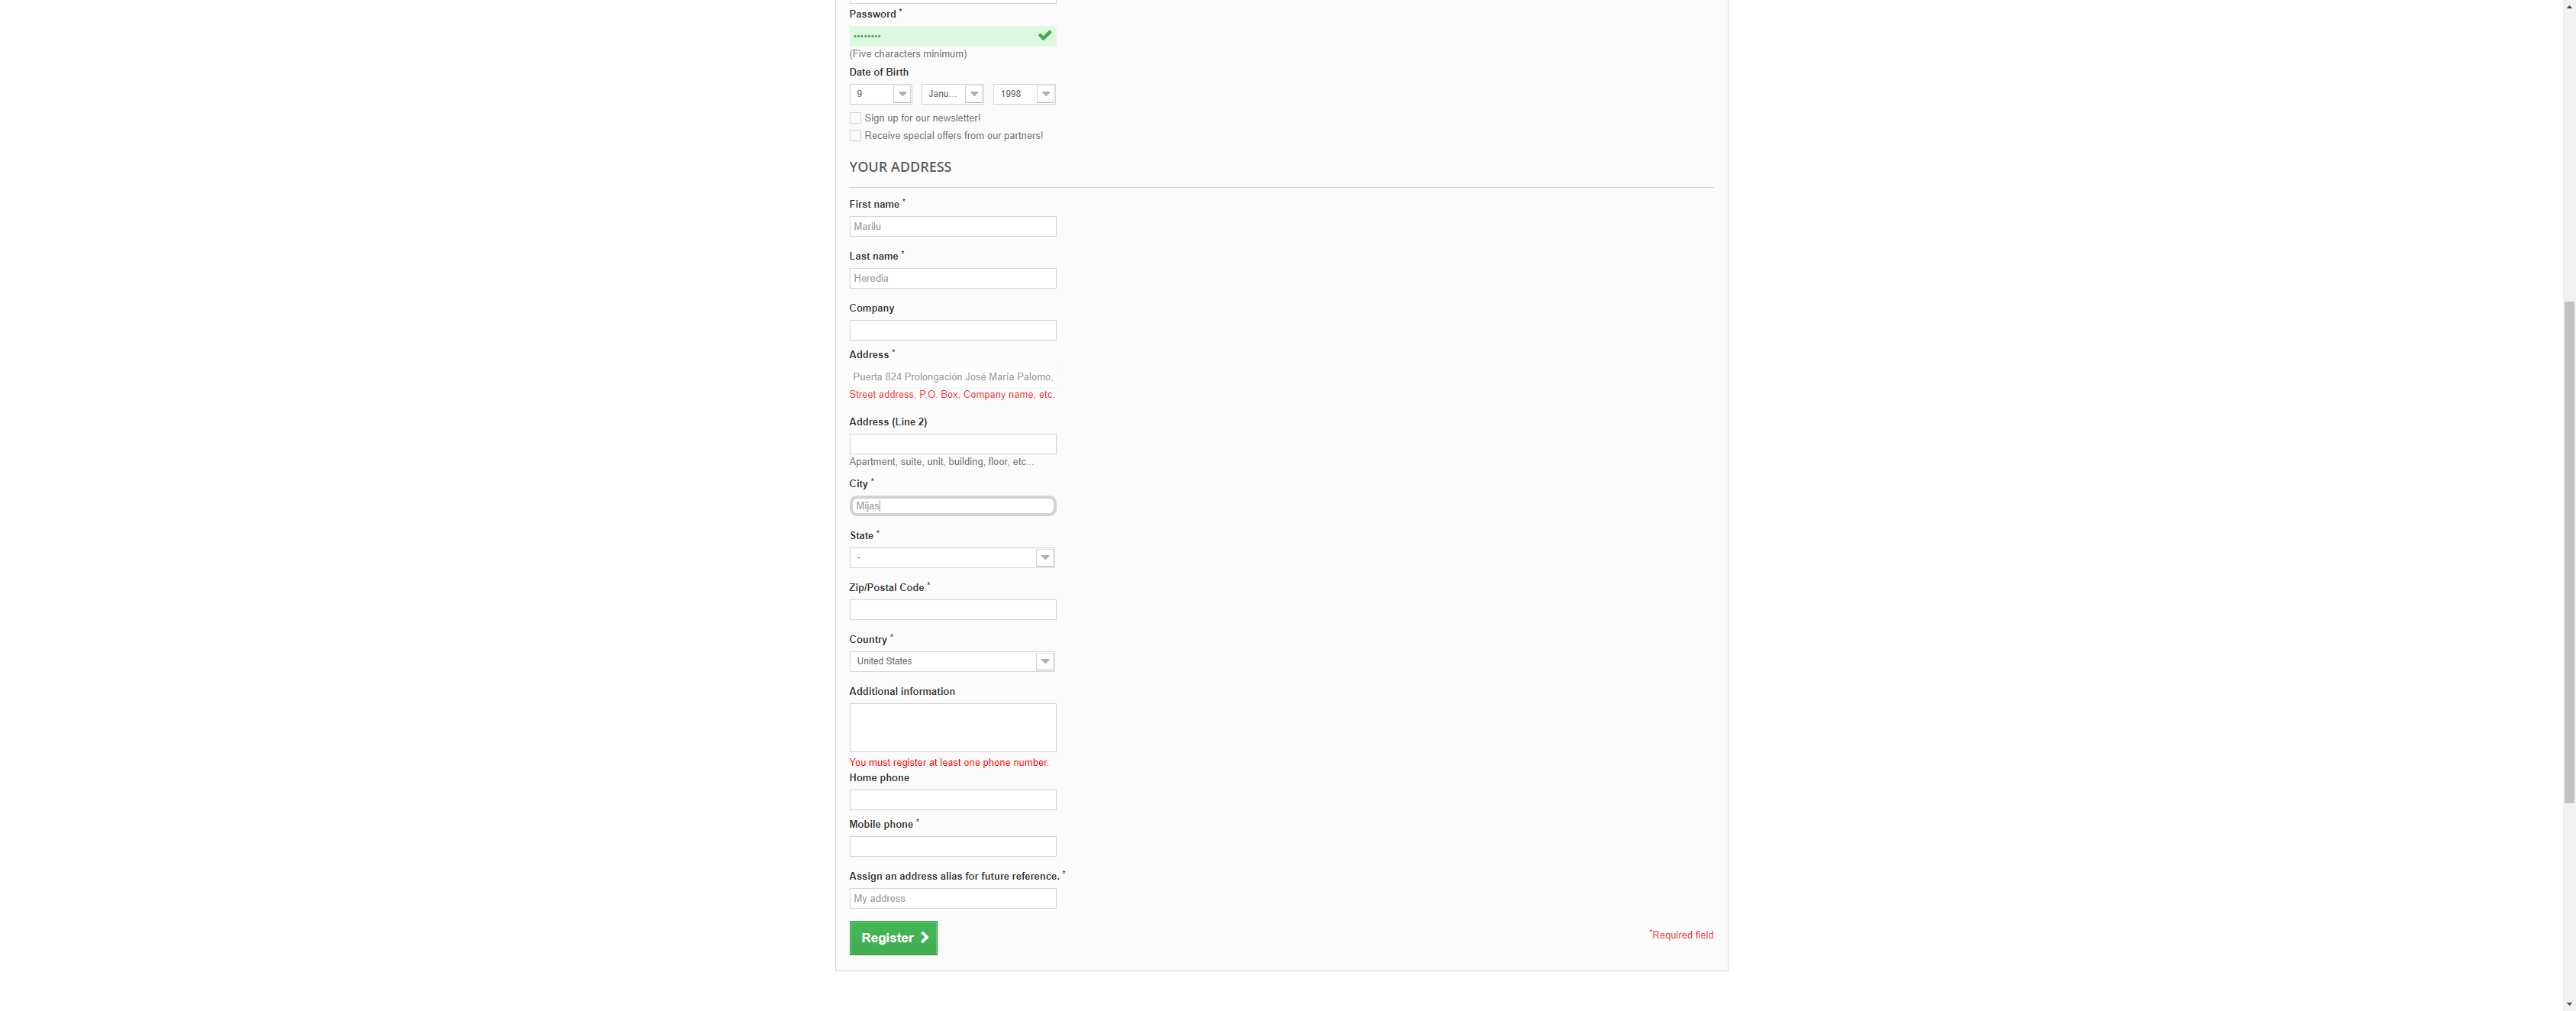 Password *
••••••••
(Five characters minimum)
Date of Birth
9 Janu... 1998
Sign up for our newsletter!
Receive special offers from our partners!
YOUR ADDRESS
First name *
Marilu
Last name *
Heredia
Company
Address *
Puerta 824 Prolongación José María Palomo,
Street address, P.O. Box, Company name, etc.
Address (Line 2)
Apartment, suite, unit, building, floor, etc...
City *
Mijas
State *
-
Zip/Postal Code *
Country *
United States
Additional information
You must register at least one phone number.
Home phone
Mobile phone *
Assign an address alias for future reference. *
My address
Register
*Required field